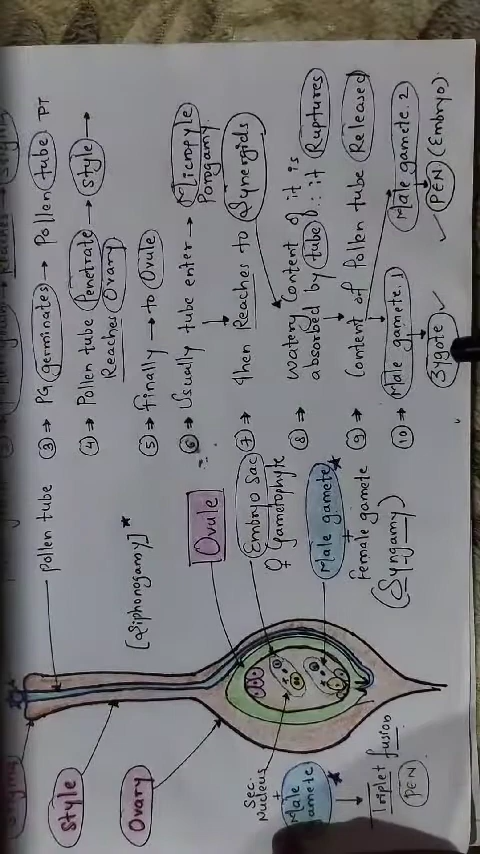 ③ ⇒ PG germinates → Pollen tube PT
④ ⇒ Pollen tube Penetrate → style →
Reaches Ovary
⑤ ⇒ Finally → to Ovule
⑥ ⇒ Usually tube enter → Micropyle
Porogamy.
⑦ ⇒ then Reaches to Synergids
⑧ ⇒ watery Content of it is
absorbed by tube ∴ it Ruptures
⑨ ⇒ Content of Pollen tube Released
⑩ ⇒ Male gamete.1 Male gamete.2
Zygote ✓ PEN (Embryo).
Pollen tube
[Siphonogamy]*
Ovule
Embryo Sac
♀ gametophyte
Male gamete
+
Female gamete
(Syngamy)
Style
Ovary
Sec.
Nucleus
+
Male
gamete
Triplet fusion
PEN